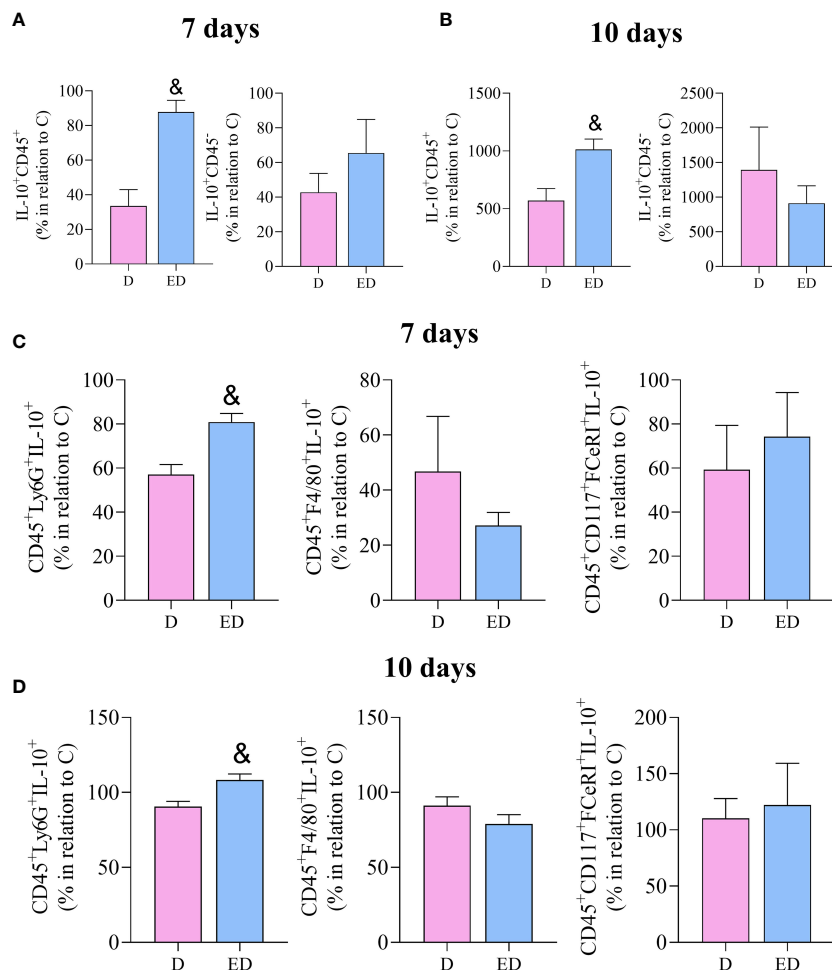 A
7 days
B
10 days
IL-10⁺CD45⁺
(% in relation to C)
100
80
60
40
20
0
&
D
ED
IL-10⁺CD45⁻
(% in relation to C)
100
80
60
40
20
0
D
ED
IL-10⁺CD45⁺
(% in relation to C)
1500
1000
500
0
&
D
ED
IL-10⁺CD45⁻
(% in relation to C)
2500
2000
1500
1000
500
0
D
ED
C
7 days
CD45⁺Ly6G⁺IL-10⁺
(% in relation to C)
100
80
60
40
20
0
&
D
ED
CD45⁺F4/80⁺IL-10⁺
(% in relation to C)
80
60
40
20
0
D
ED
CD45⁺CD117⁺FCeRI⁺IL-10⁺
(% in relation to C)
100
80
60
40
20
0
D
ED
D
10 days
CD45⁺Ly6G⁺IL-10⁺
(% in relation to C)
150
100
50
0
&
D
ED
CD45⁺F4/80⁺IL-10⁺
(% in relation to C)
150
100
50
0
D
ED
CD45⁺CD117⁺FCeRI⁺IL-10⁺
(% in relation to C)
200
150
100
50
0
D
ED